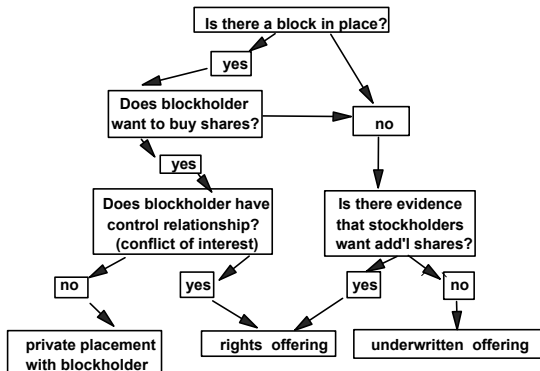 Is there a block in place?
yes
Does blockholder
want to buy shares?
no
yes
Does blockholder have
control relationship?
(conflict of interest)
Is there evidence
that stockholders
want add'l shares?
no
yes
yes
no
private placement
with blockholder
rights offering
underwritten offering